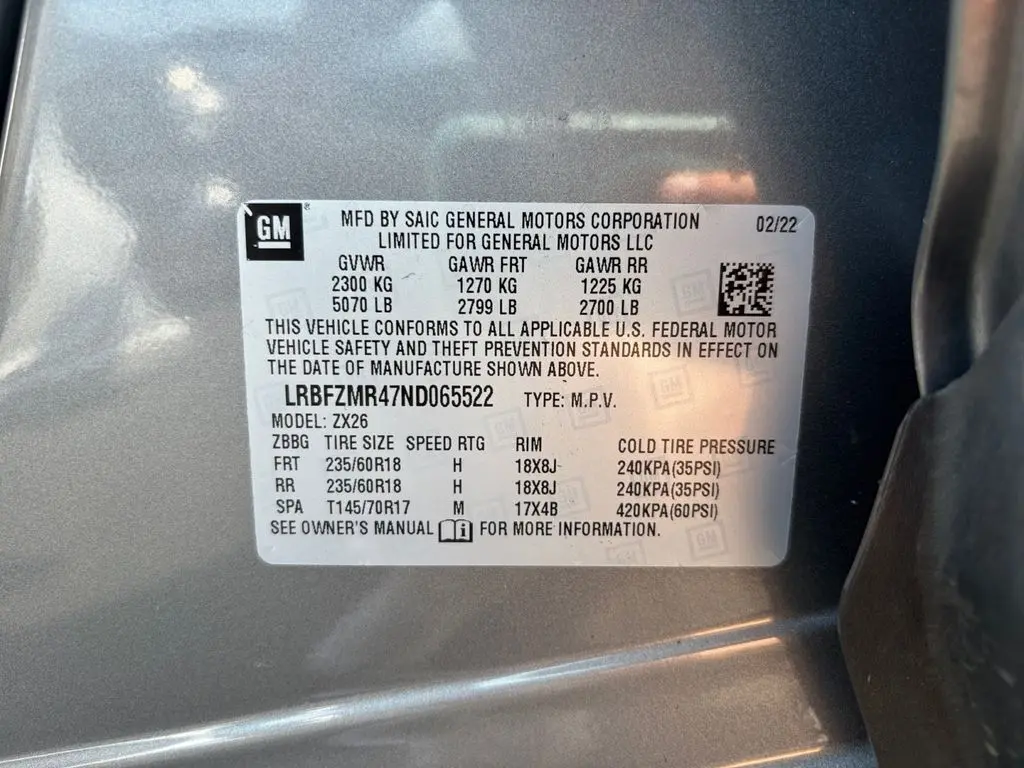 GM ®
MFD BY SAIC GENERAL MOTORS CORPORATION 02/22
LIMITED FOR GENERAL MOTORS LLC
GVWR GAWR FRT GAWR RR
2300 KG 1270 KG 1225 KG
5070 LB 2799 LB 2700 LB
THIS VEHICLE CONFORMS TO ALL APPLICABLE U.S. FEDERAL MOTOR
VEHICLE SAFETY AND THEFT PREVENTION STANDARDS IN EFFECT ON
THE DATE OF MANUFACTURE SHOWN ABOVE.
LRBFZMR47ND065522 TYPE: M.P.V.
MODEL: ZX26
ZBBG TIRE SIZE SPEED RTG RIM COLD TIRE PRESSURE
FRT 235/60R18 H 18X8J 240KPA(35PSI)
RR 235/60R18 H 18X8J 240KPA(35PSI)
SPA T145/70R17 M 17X4B 420KPA(60PSI)
SEE OWNER'S MANUAL i FOR MORE INFORMATION.